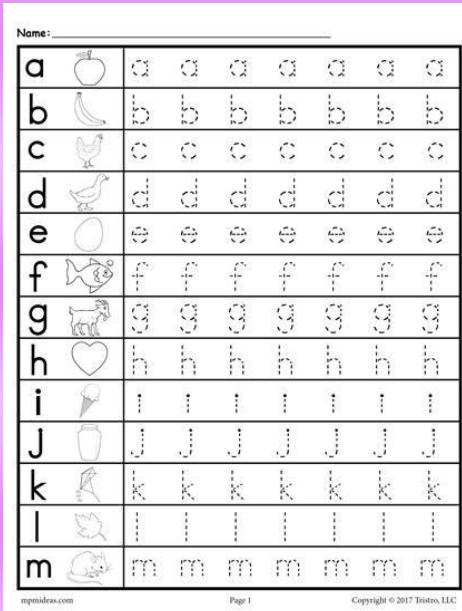 Name:
a a a a a a a a
b b b b b b b b
c c c c c c c c
d d d d d d d d
e e e e e e e e
f f f f f f f f
g g g g g g g g
h h h h h h h h
i i i i i i i i
J j j j j j j j
k k k k k k k k
l l l l l l l l
m m m m m m m m
mpmideas.com Page 1 Copyright © 2017 Tristro, LLC